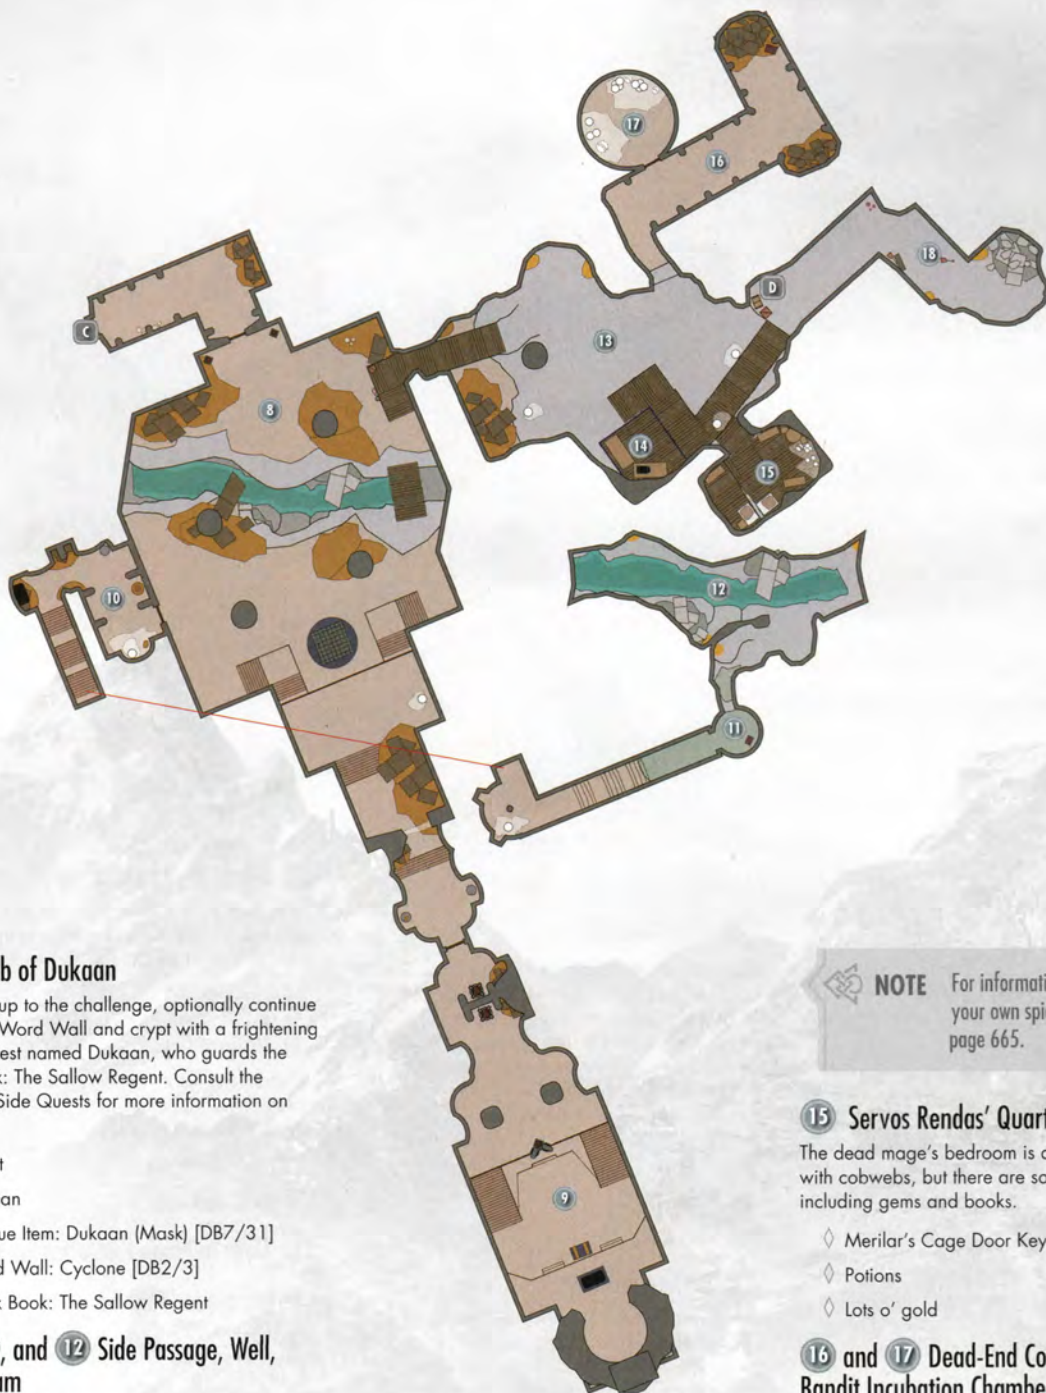 17
16
18
D
13
C
8
14
15
12
10
11
9
b of Dukaan
up to the challenge, optionally continue
Word Wall and crypt with a frightening
est named Dukaan, who guards the
k: The Sallow Regent. Consult the
Side Quests for more information on
t
an
ue Item: Dukaan (Mask) [DB7/31]
d Wall: Cyclone [DB2/3]
k Book: The Sallow Regent
, and 12 Side Passage, Well,
am
NOTE For informati
your own spi
page 665.
15 Servos Rendas' Quart
The dead mage's bedroom is c
with cobwebs, but there are so
including gems and books.
◊ Merilar's Cage Door Key
◊ Potions
◊ Lots o' gold
16 and 17 Dead-End Co
Bandit Incubation Chambe